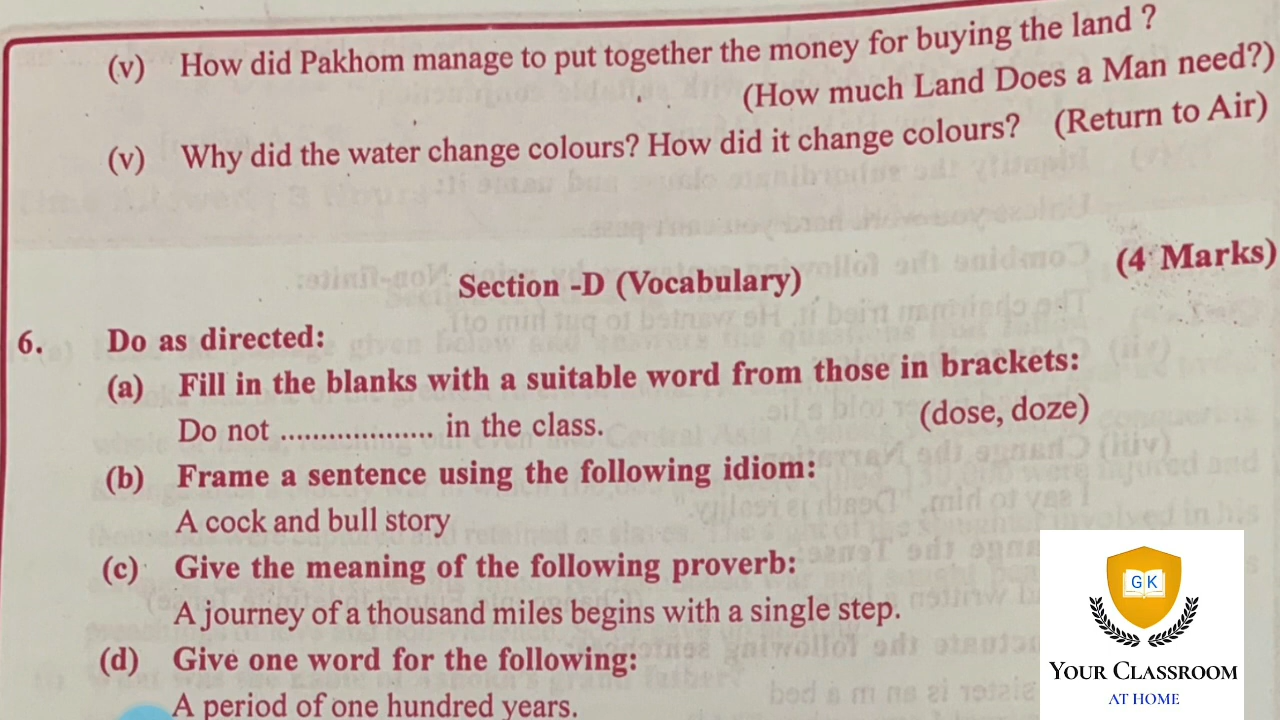 (v) How did Pakhom manage to put together the money for buying the land ?
(How much Land Does a Man need?)
(v) Why did the water change colours? How did it change colours? (Return to Air)
Section -D (Vocabulary) (4 Marks)
6. Do as directed:
(a) Fill in the blanks with a suitable word from those in brackets:
Do not ................. in the class. (dose, doze)
(b) Frame a sentence using the following idiom:
A cock and bull story
(c) Give the meaning of the following proverb:
A journey of a thousand miles begins with a single step.
(d) Give one word for the following:
A period of one hundred years.
GK
YOUR CLASSROOM
AT HOME